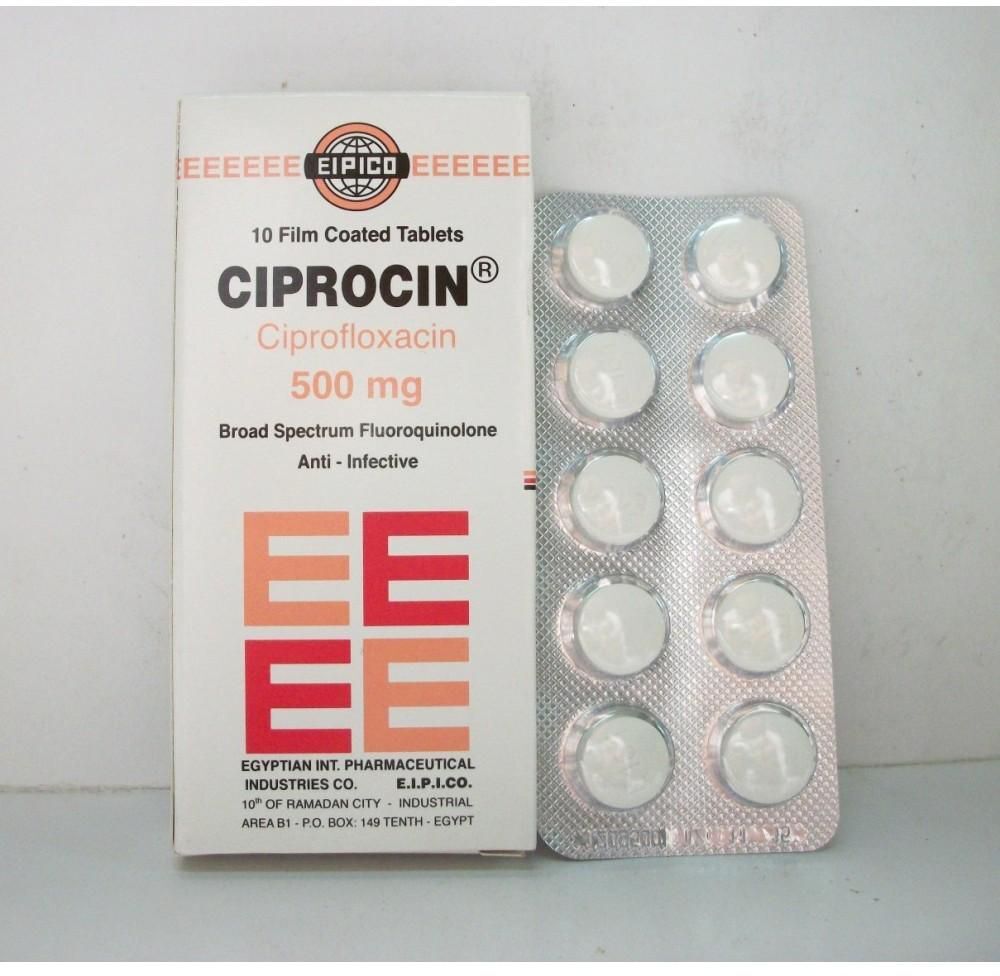 EEEEEE EIPICO EEEEEE
10 Film Coated Tablets
CIPROCIN®
Ciprofloxacin
500 mg
Broad Spectrum Fluoroquinolone
Anti - Infective
E E
E E
EGYPTIAN INT. PHARMACEUTICAL
INDUSTRIES CO. E.I.P.I.CO.
10th OF RAMADAN CITY - INDUSTRIAL
AREA B1 - P.O. BOX: 149 TENTH - EGYPT